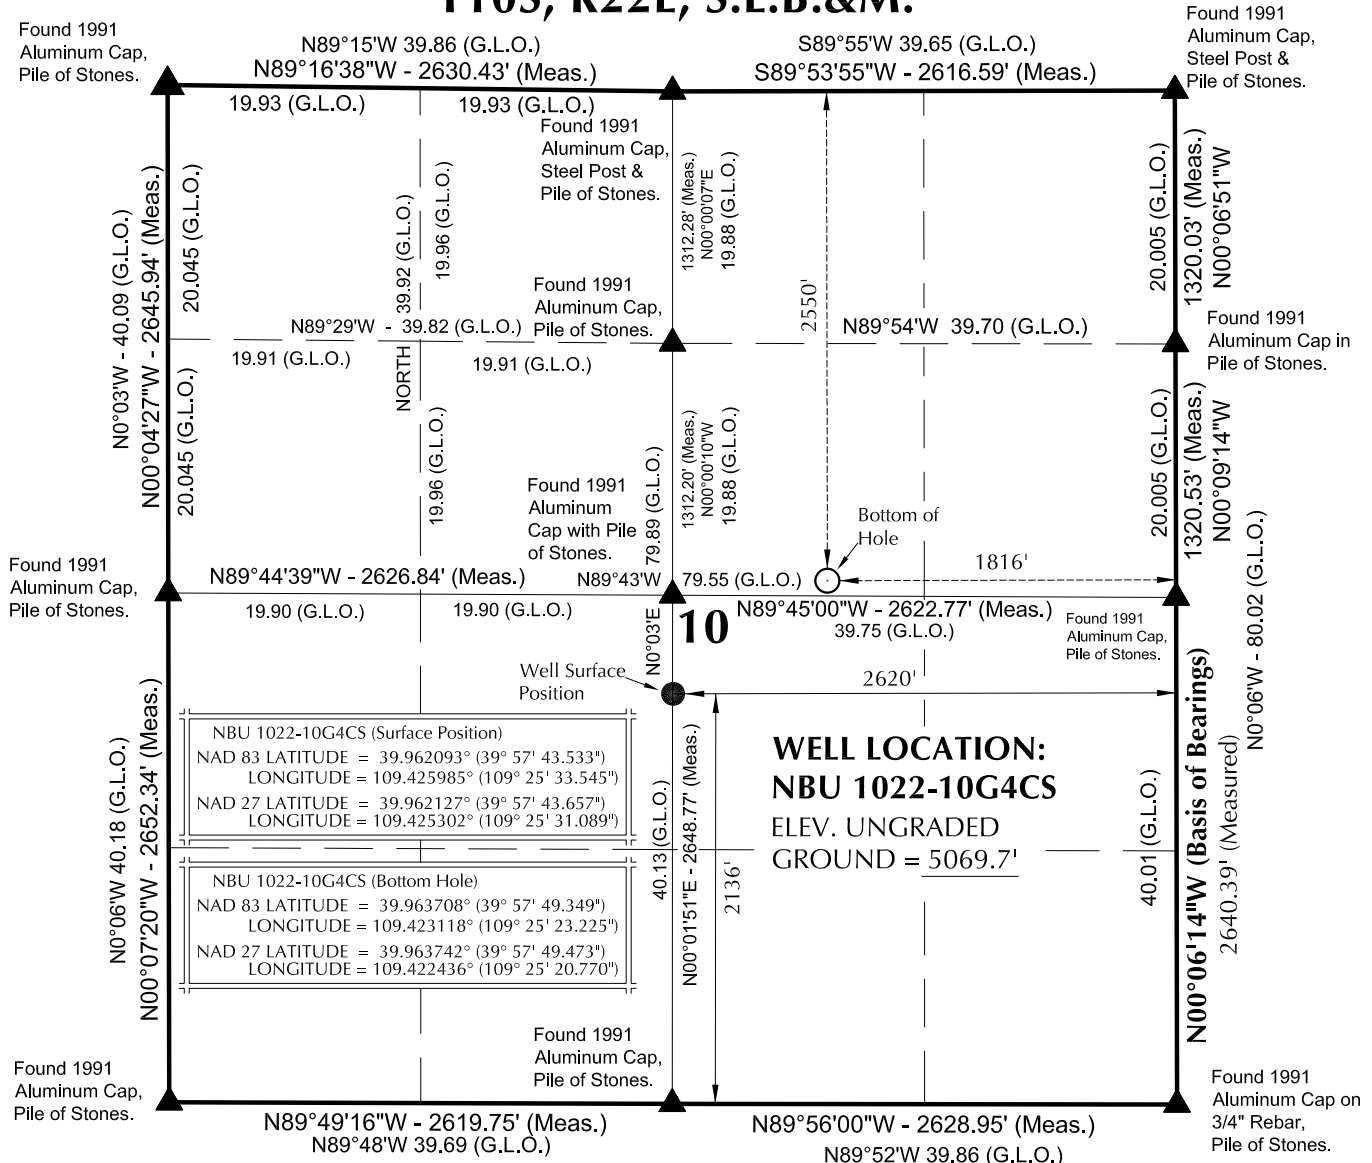 T10S, R22E, S.L.B.&M.
Found 1991
Aluminum Cap,
Pile of Stones.
N89°15'W 39.86 (G.L.O.)
N89°16'38"W - 2630.43' (Meas.)
19.93 (G.L.O.)
19.93 (G.L.O.)
S89°55'W 39.65 (G.L.O.)
S89°53'55"W - 2616.59' (Meas.)
Found 1991
Aluminum Cap,
Steel Post &
Pile of Stones.
Found 1991
Aluminum Cap,
Steel Post &
Pile of Stones.
N0°03'W - 40.09 (G.L.O.)
N00°04'27"W - 2645.94' (Meas.)
20.045 (G.L.O.)
20.045 (G.L.O.)
NORTH 39.92 (G.L.O.)
19.96 (G.L.O.)
19.96 (G.L.O.)
1312.28' (Meas.)
N00°00'07"E
19.88 (G.L.O.)
2550'
20.005 (G.L.O.)
1320.03' (Meas.)
N00°06'51"W
Found 1991
Aluminum Cap,
Pile of Stones.
N89°29'W - 39.82 (G.L.O.)
19.91 (G.L.O.)
19.91 (G.L.O.)
N89°54'W 39.70 (G.L.O.)
Found 1991
Aluminum Cap in
Pile of Stones.
1312.20' (Meas.)
N00°00'10"W
19.88 (G.L.O.)
79.89 (G.L.O.)
N0°03'E
20.005 (G.L.O.)
1320.53' (Meas.)
N00°09'14"W
Found 1991
Aluminum
Cap with Pile
of Stones.
Bottom of
Hole
1816'
Found 1991
Aluminum Cap,
Pile of Stones.
N89°44'39"W - 2626.84' (Meas.)
19.90 (G.L.O.)
19.90 (G.L.O.)
N89°43'W 79.55 (G.L.O.)
N89°45'00"W - 2622.77' (Meas.)
39.75 (G.L.O.)
10
Found 1991
Aluminum Cap,
Pile of Stones.
N0°06'W - 80.02 (G.L.O.)
Well Surface
Position
2620'
NBU 1022-10G4CS (Surface Position)
NAD 83 LATITUDE = 39.962093° (39° 57' 43.533")
LONGITUDE = 109.425985° (109° 25' 33.545")
NAD 27 LATITUDE = 39.962127° (39° 57' 43.657")
LONGITUDE = 109.425302° (109° 25' 31.089")
NBU 1022-10G4CS (Bottom Hole)
NAD 83 LATITUDE = 39.963708° (39° 57' 49.349")
LONGITUDE = 109.423118° (109° 25' 23.225")
NAD 27 LATITUDE = 39.963742° (39° 57' 49.473")
LONGITUDE = 109.422436° (109° 25' 20.770")
WELL LOCATION:
NBU 1022-10G4CS
ELEV. UNGRADED
GROUND = 5069.7'
N0°06'W 40.18 (G.L.O.)
N00°07'20"W - 2652.34' (Meas.)
40.13 (G.L.O.)
N00°01'51"E - 2648.77' (Meas.)
2136'
40.01 (G.L.O.)
N00°06'14"W (Basis of Bearings)
2640.39' (Measured)
Found 1991
Aluminum Cap,
Pile of Stones.
Found 1991
Aluminum Cap,
Pile of Stones.
N89°49'16"W - 2619.75' (Meas.)
N89°48'W 39.69 (G.L.O.)
N89°56'00"W - 2628.95' (Meas.)
N89°52'W 39.86 (G.L.O.)
Found 1991
Aluminum Cap on
3/4" Rebar,
Pile of Stones.